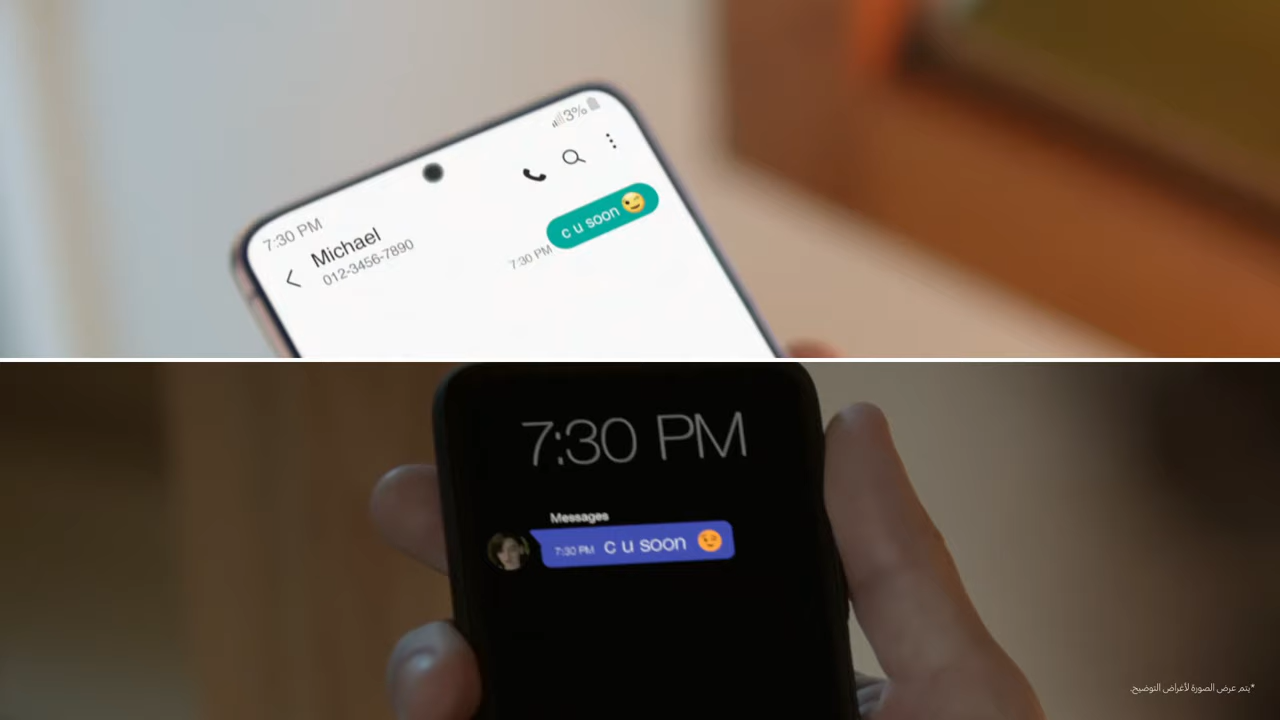 3%
7:30 PM
Michael
012-3456-7890
c u soon 😉
7:30 PM
7:30 PM
Messages
7:30 PM c u soon 😉
*يتم عرض الصورة لأغراض التوضيح.